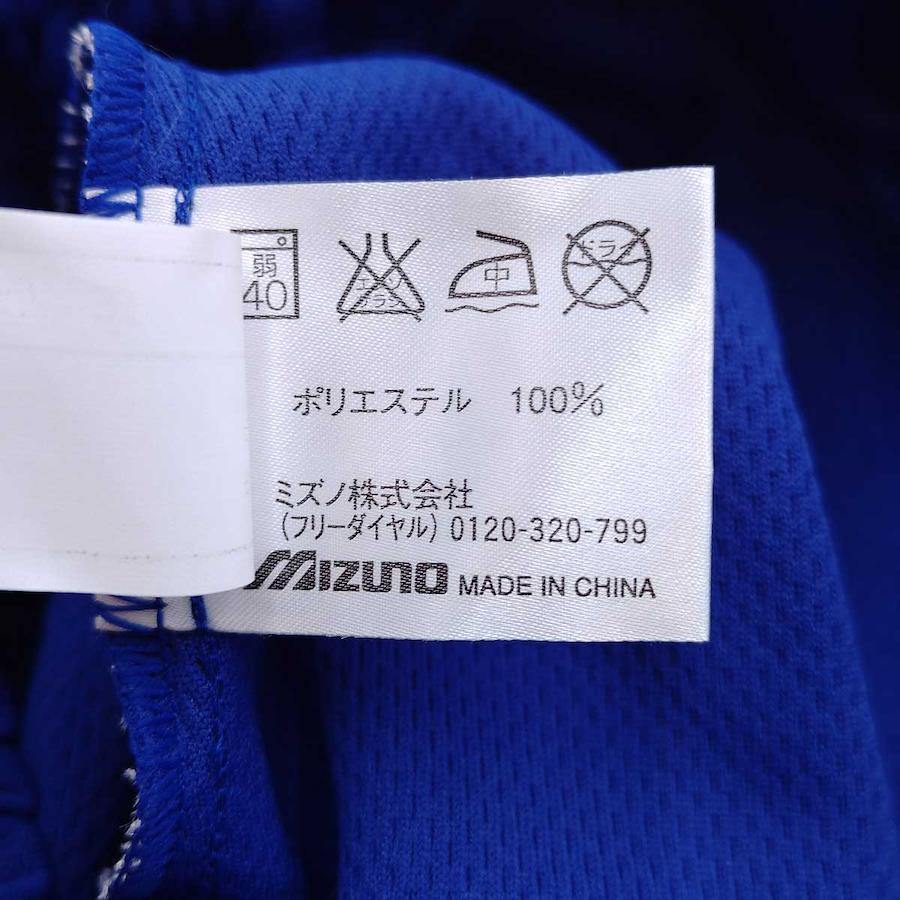 弱 中 ドライ
40 エンソ
サラシ
ポリエステル 100%
ミズノ株式会社
(フリーダイヤル) 0120-320-799
MIZUNO MADE IN CHINA